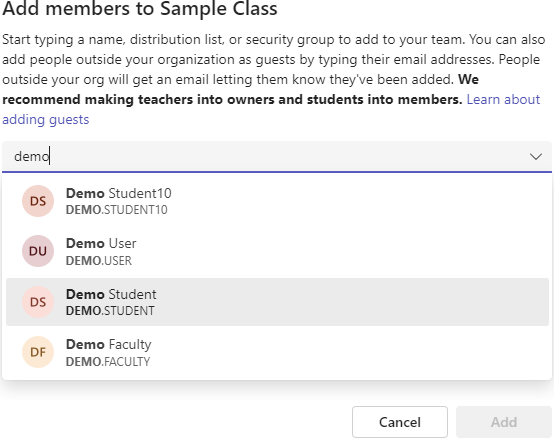 Add members to Sample Class
Start typing a name, distribution list, or security group to add to your team. You can also
add people outside your organization as guests by typing their email addresses. People
outside your org will get an email letting them know they've been added. We
recommend making teachers into owners and students into members. Learn about
adding guests
demo
DS
Demo Student10
DEMO.STUDENT10
DU
Demo User
DEMO.USER
DS
Demo Student
DEMO.STUDENT
DF
Demo Faculty
DEMO.FACULTY
Cancel
Add